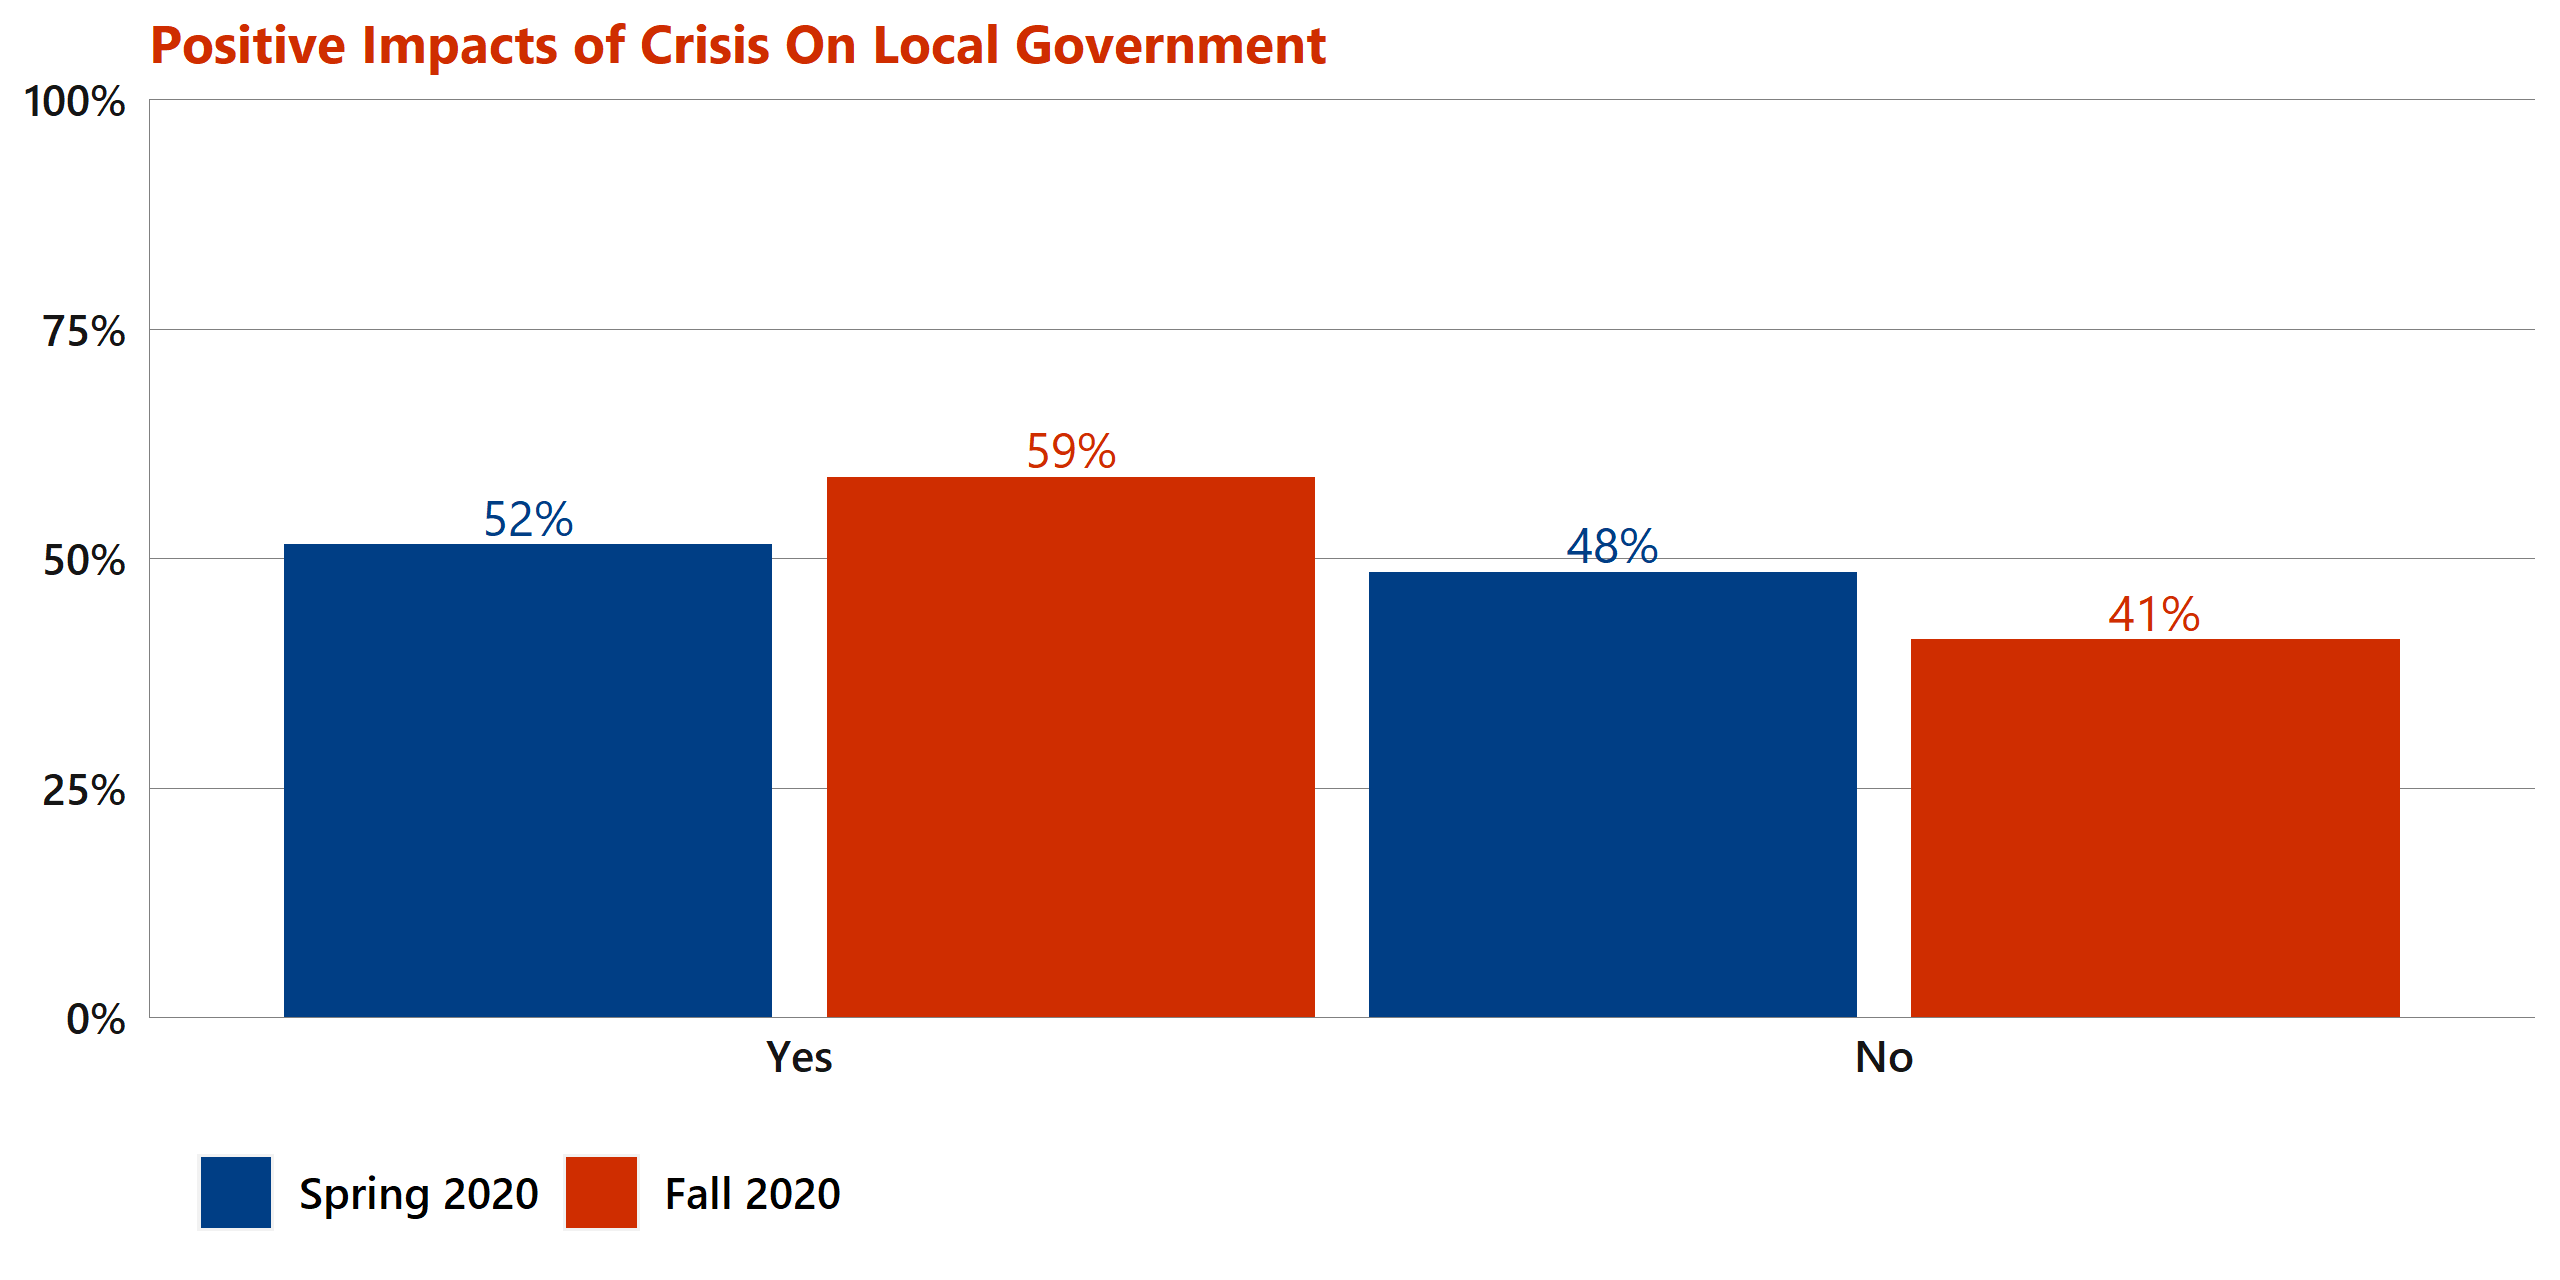 Positive Impacts of Crisis On Local Government
100%
75%
59%
52%
48%
50%
41%
25%
0%
Yes
No
Spring 2020
Fall 2020